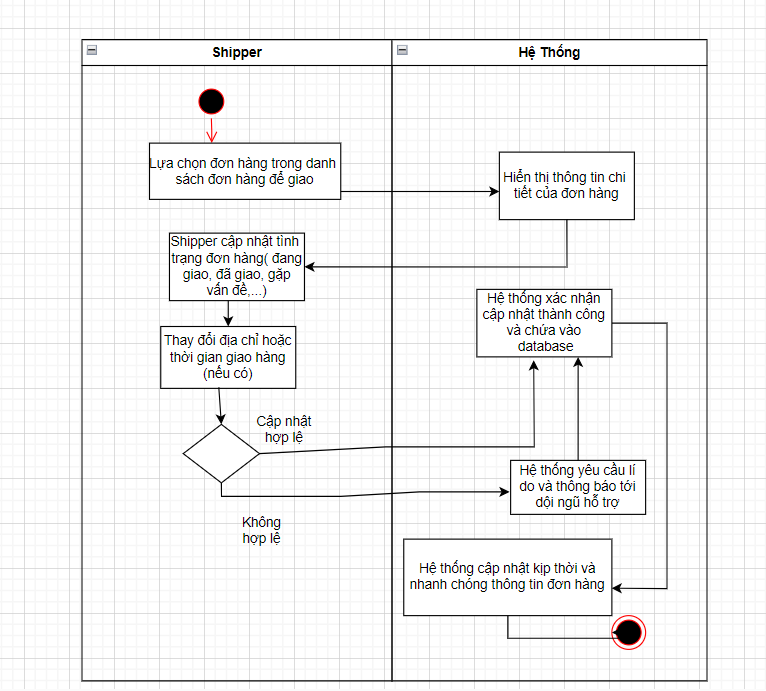 Shipper
Hệ Thống
Lựa chọn đơn hàng trong danh
sách đơn hàng để giao
Hiển thị thông tin chi
tiết của đơn hàng
Shipper cập nhật tình
trạng đơn hàng( đang
giao, đã giao, gặp
vấn đề,...)
Hệ thống xác nhận
cập nhật thành công
và chứa vào
database
Thay đổi địa chỉ hoặc
thời gian giao hàng
(nếu có)
Cập nhật
hợp lệ
Hệ thống yêu cầu lí
do và thông báo tới
dội ngũ hỗ trợ
Không
hợp lệ
Hệ thống cập nhật kịp thời và
nhanh chóng thông tin đơn hàng